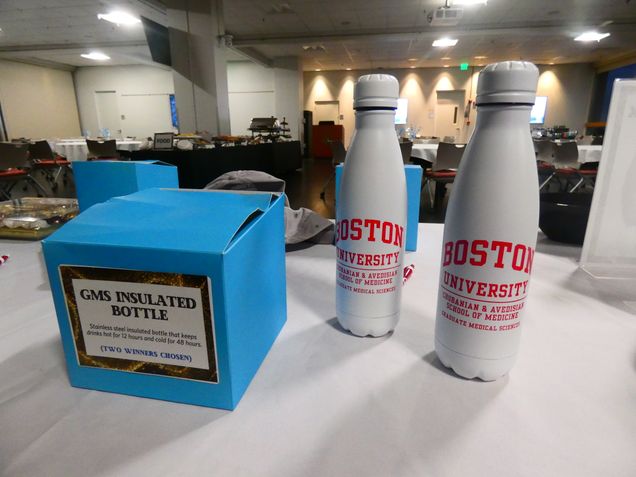 GMS INSULATED
BOTTLE
Stainless steel insulated bottle that keeps
drinks hot for 12 hours and cold for 48 hours.
(TWO WINNERS CHOSEN)
BOSTON
UNIVERSITY
CHOBANIAN & AVEDISIAN
SCHOOL OF MEDICINE
GRADUATE MEDICAL SCIENCES
BOSTON
UNIVERSITY
CHOBANIAN & AVEDISIAN
SCHOOL OF MEDICINE
GRADUATE MEDICAL SCIENCES
FOOD